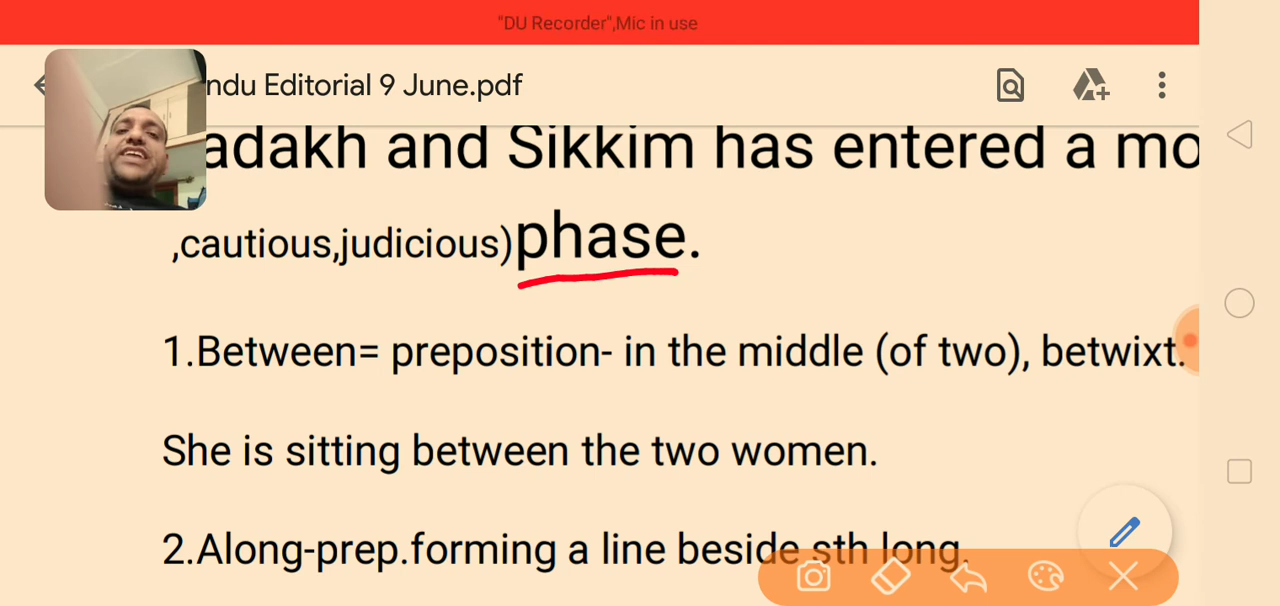 "DU Recorder",Mic in use
ndu Editorial 9 June.pdf
adakh and Sikkim has entered a mo
,cautious,judicious)phase.
1.Between= preposition- in the middle (of two), betwixt.
She is sitting between the two women.
2.Along-prep.forming a line beside sth long.